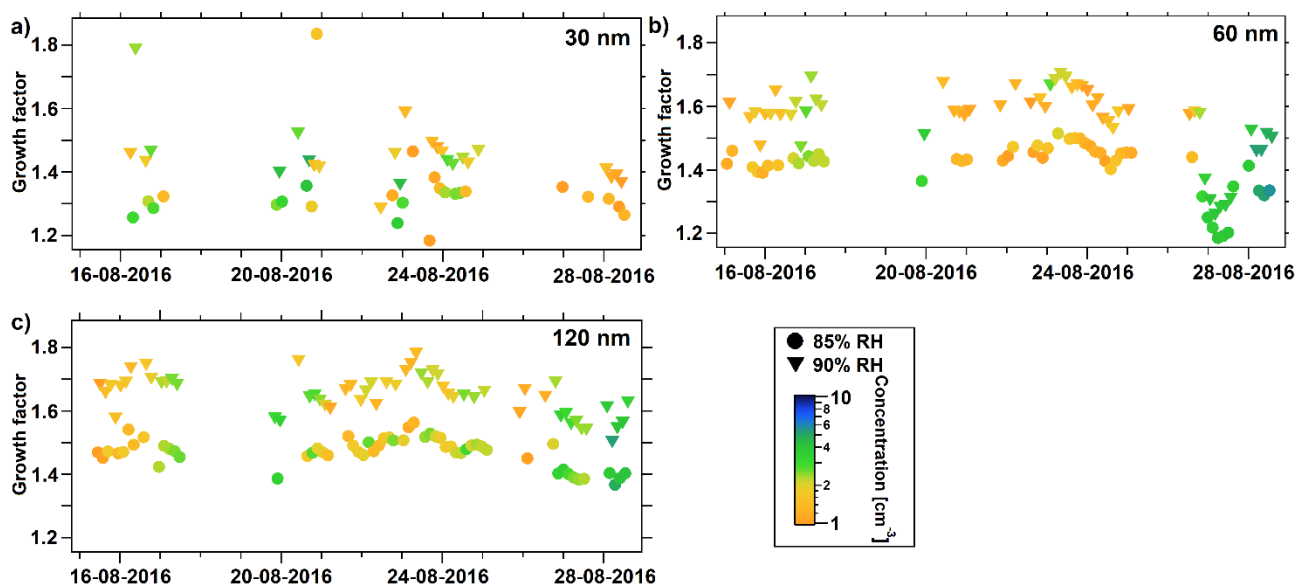 a)
30 nm
Growth factor
1.8
1.6
1.4
1.2
16-08-2016 20-08-2016 24-08-2016 28-08-2016
b)
60 nm
Growth factor
1.8
1.6
1.4
1.2
16-08-2016 20-08-2016 24-08-2016 28-08-2016
c)
120 nm
Growth factor
1.8
1.6
1.4
1.2
16-08-2016 20-08-2016 24-08-2016 28-08-2016
85% RH
90% RH
Concentration [cm⁻³]
10
8
6
4
2
1